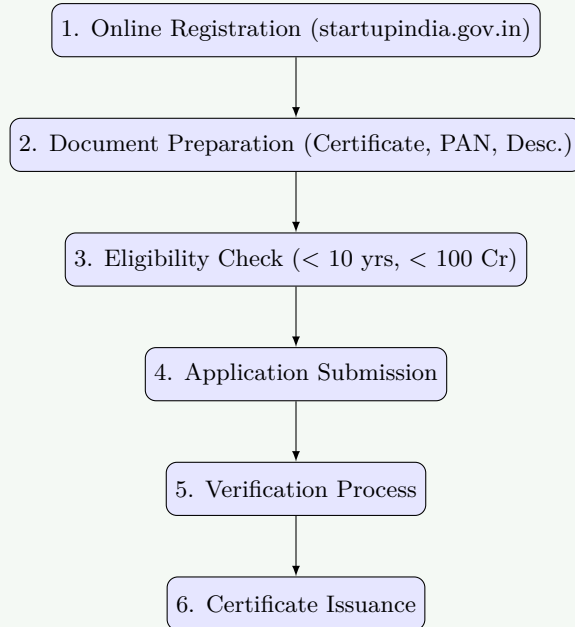 1. Online Registration (startupindia.gov.in)
2. Document Preparation (Certificate, PAN, Desc.)
3. Eligibility Check (< 10 yrs, < 100 Cr)
4. Application Submission
5. Verification Process
6. Certificate Issuance